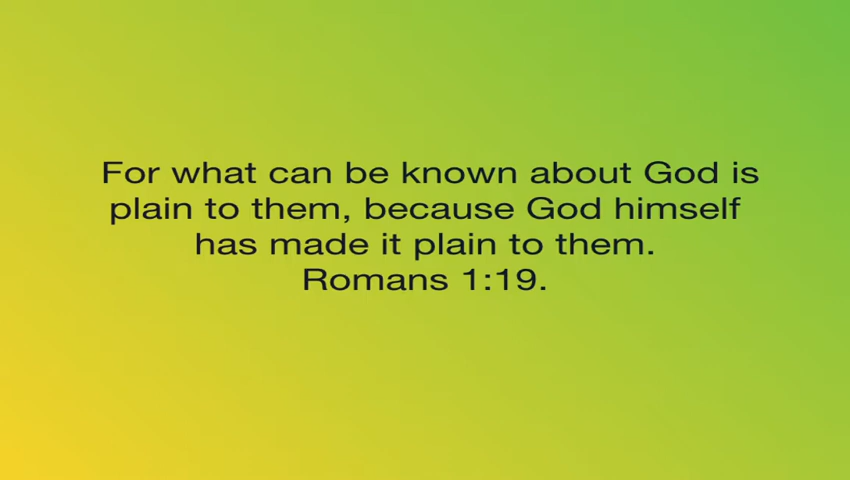 For what can be known about God is
plain to them, because God himself
has made it plain to them.
Romans 1:19.